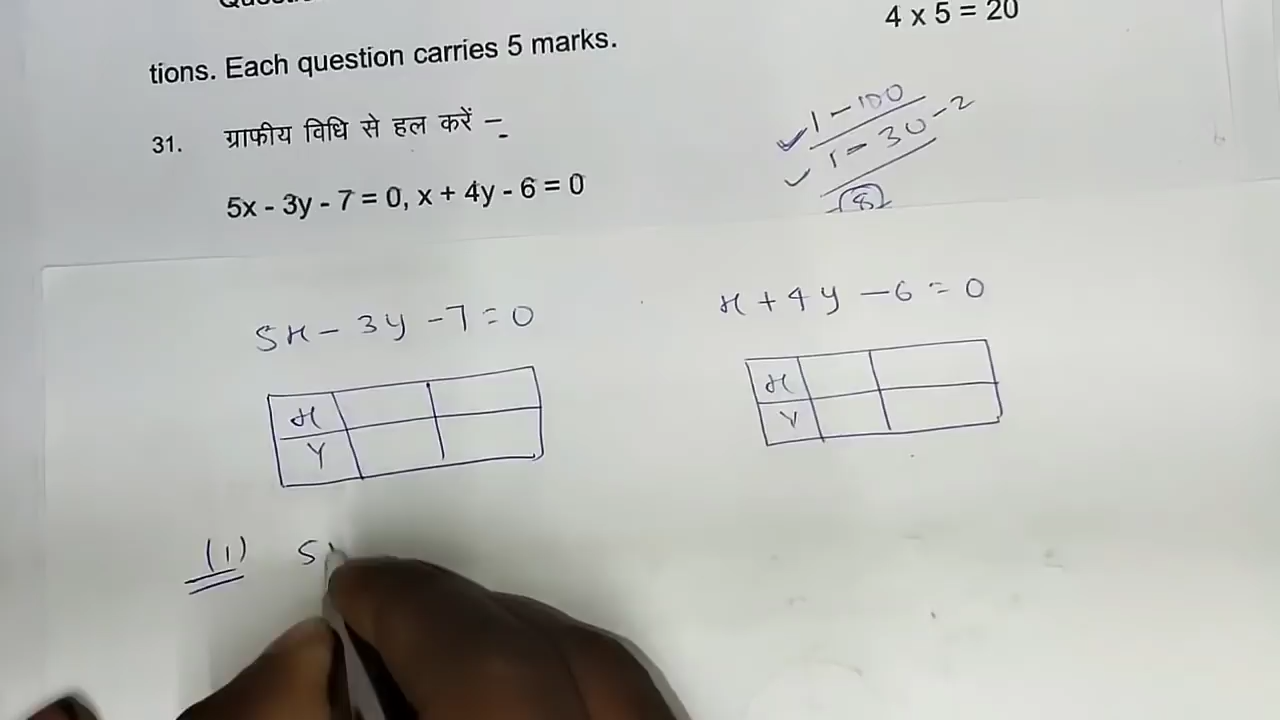 4 x 5 = 20
tions. Each question carries 5 marks.
31. ग्राफीय विधि से हल करें –
5x - 3y - 7 = 0, x + 4y - 6 = 0
1 - 100
1 - 30 - 2
8
5x - 3y - 7 = 0
x + 4y - 6 = 0
x
Y
x
Y
(1) 5